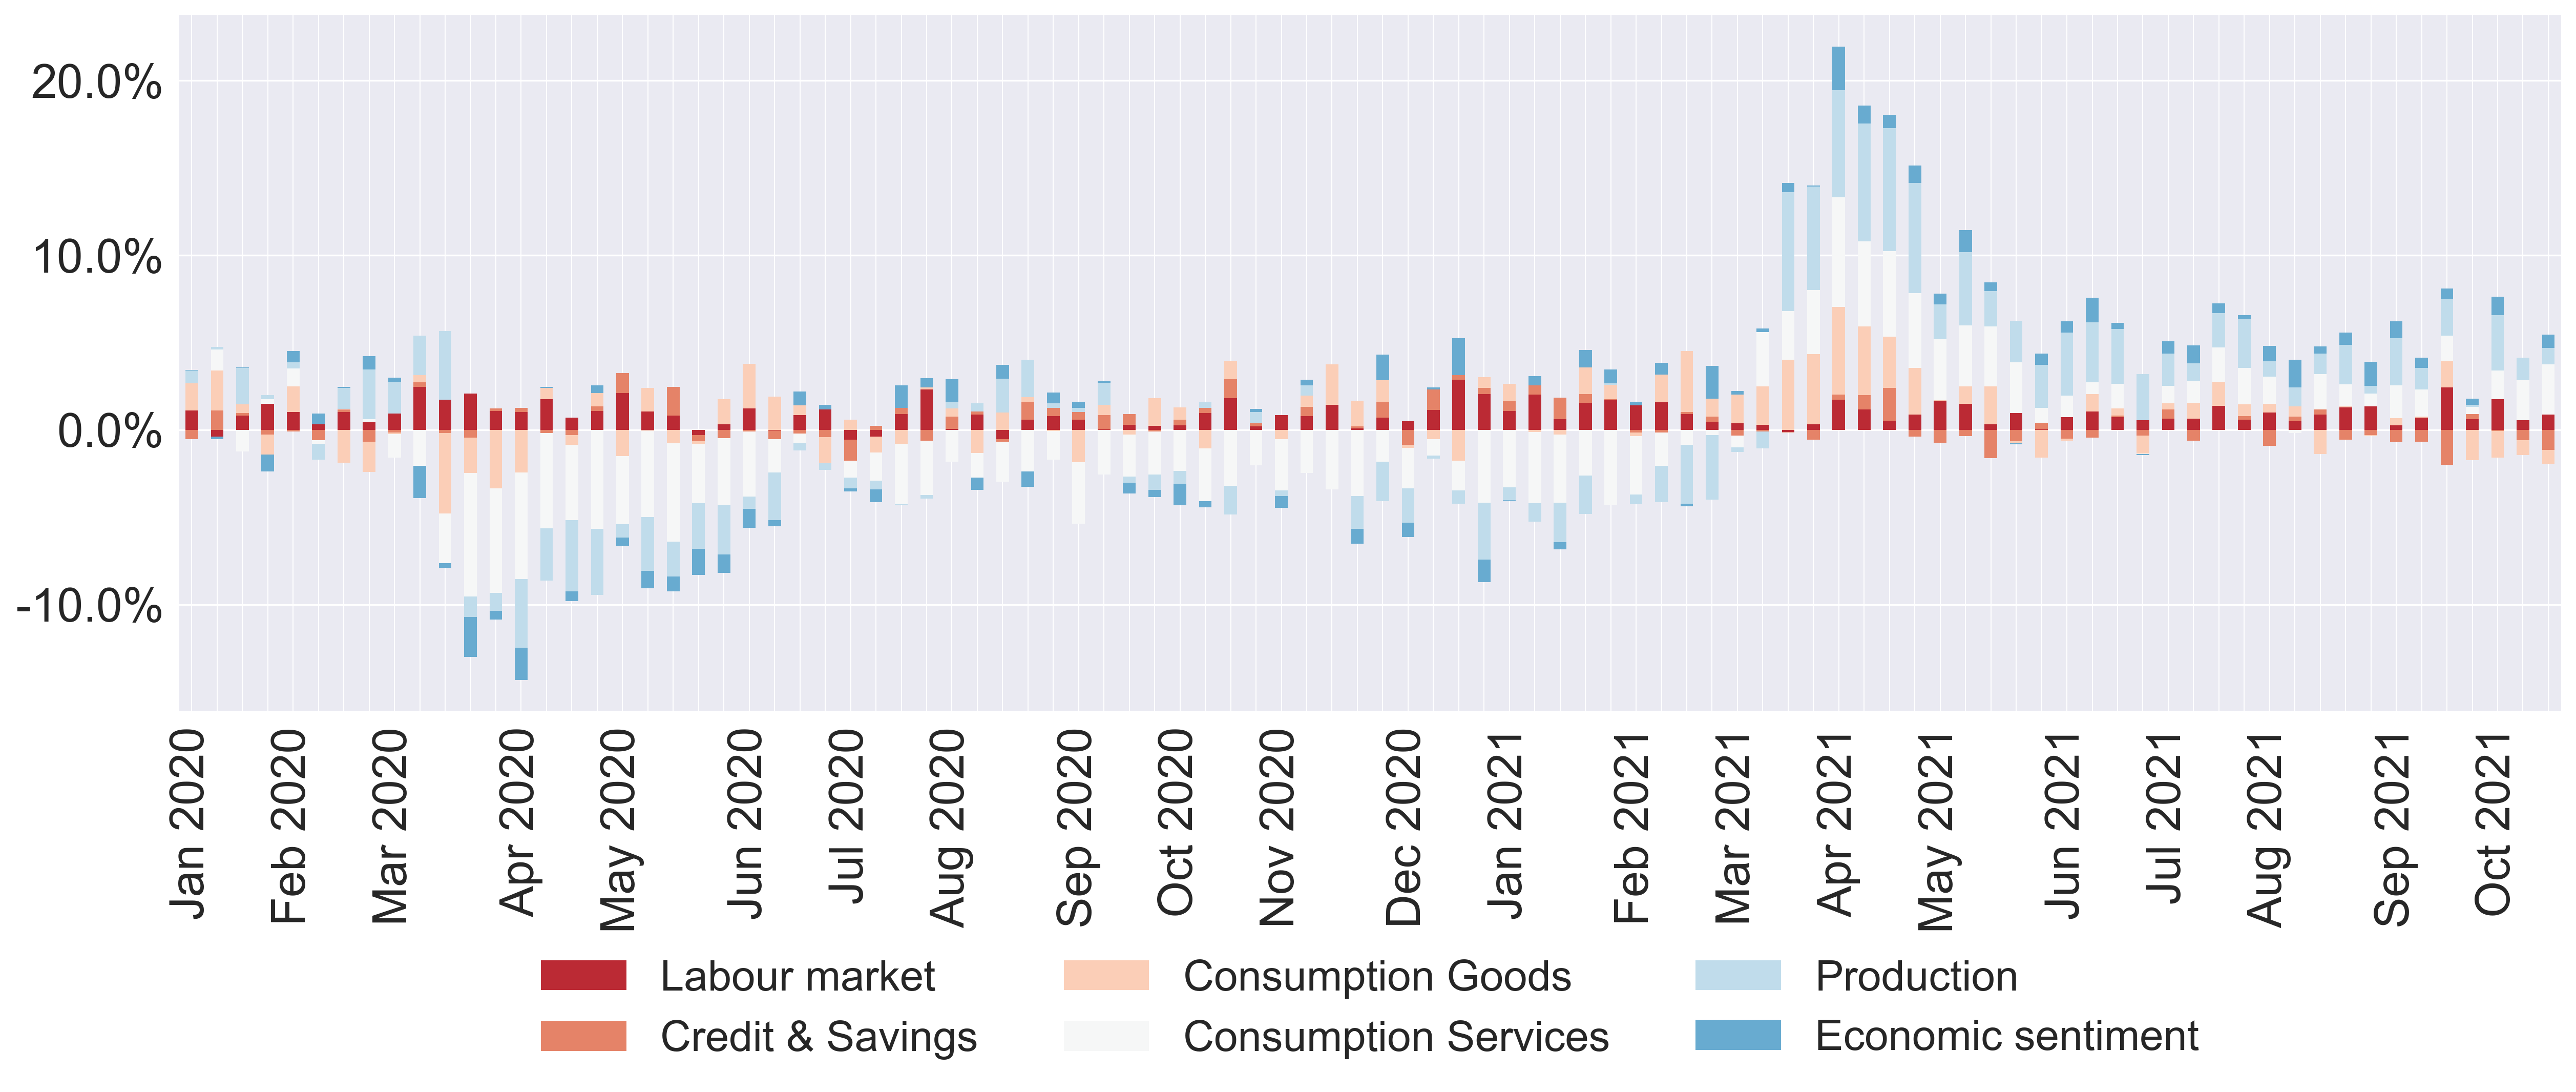 20.0%
10.0%
0.0%
-10.0%
Jan 2020
Feb 2020
Mar 2020
Apr 2020
May 2020
Jun 2020
Jul 2020
Aug 2020
Sep 2020
Oct 2020
Nov 2020
Dec 2020
Jan 2021
Feb 2021
Mar 2021
Apr 2021
May 2021
Jun 2021
Jul 2021
Aug 2021
Sep 2021
Oct 2021
Labour market
Consumption Goods
Production
Credit & Savings
Consumption Services
Economic sentiment